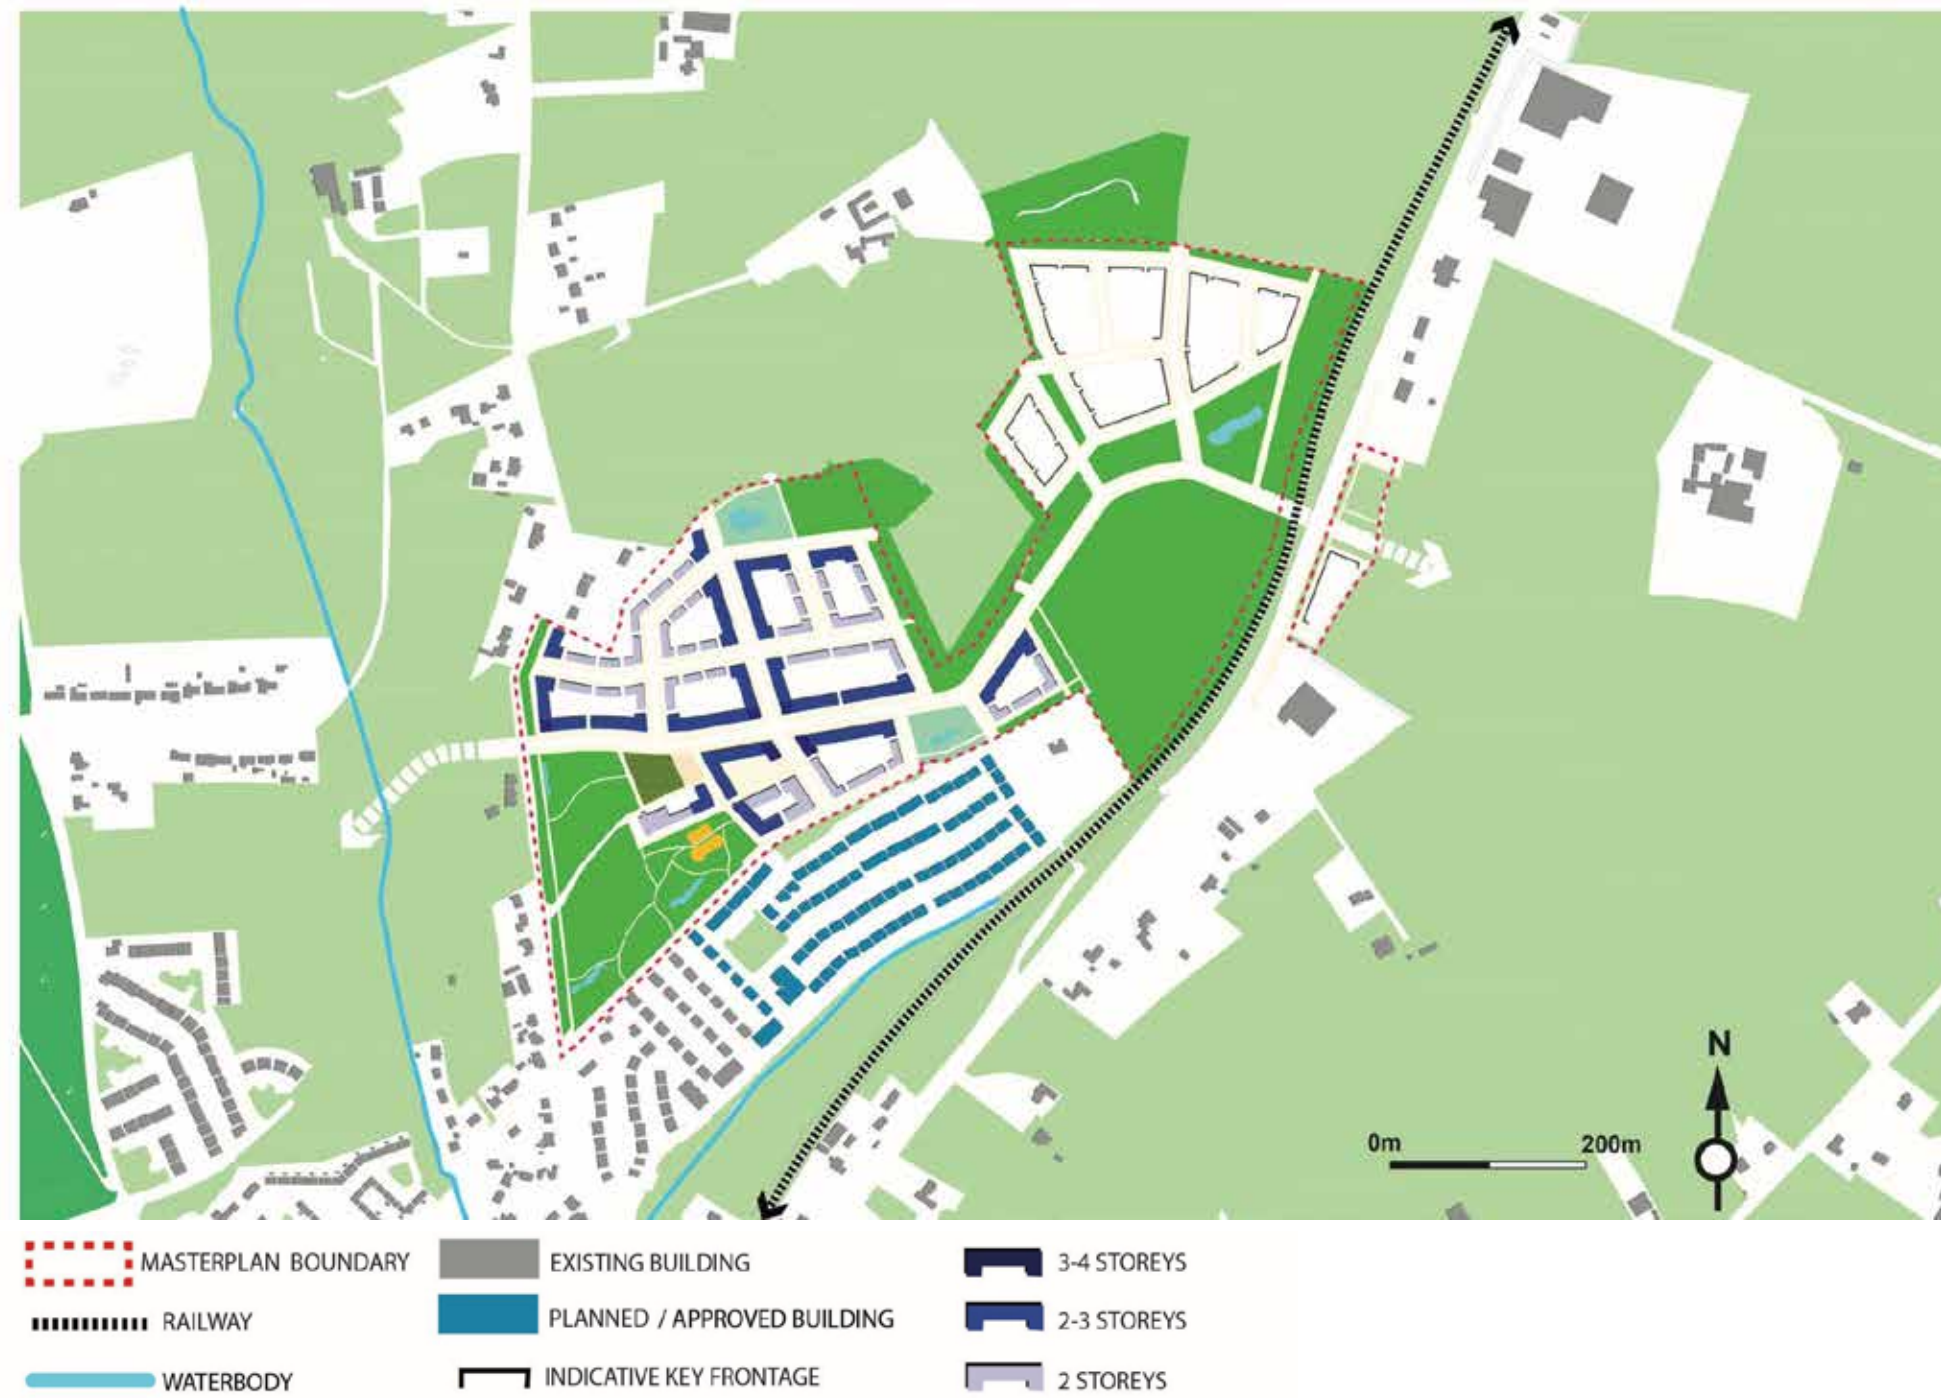 N
0m 200m
MASTERPLAN BOUNDARY
EXISTING BUILDING
3-4 STOREYS
RAILWAY
PLANNED / APPROVED BUILDING
2-3 STOREYS
WATERBODY
INDICATIVE KEY FRONTAGE
2 STOREYS